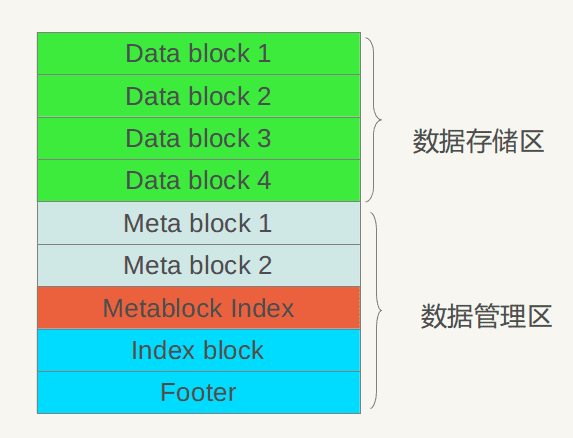 Data block 1
Data block 2
Data block 3
Data block 4
数据存储区
Meta block 1
Meta block 2
Metablock Index
Index block
Footer
数据管理区